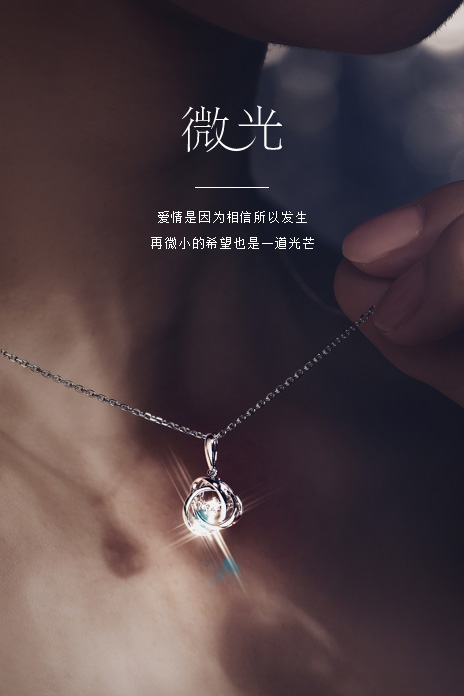 微光
爱情是因为相信所以发生
再微小的希望也是一道光芒